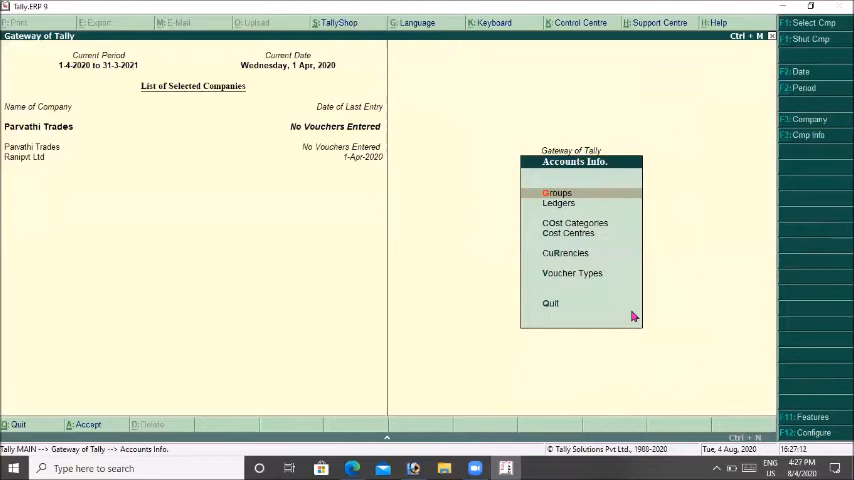 Tally.ERP 9
P: Print E: Export M: E-Mail O: Upload S: TallyShop G: Language K: Keyboard K: Control Centre H: Support Centre H: Help
F1: Select Cmp
F1: Shut Cmp
Gateway of Tally Ctrl + M
Current Period Current Date
1-4-2020 to 31-3-2021 Wednesday, 1 Apr, 2020
F2: Date
F2: Period
List of Selected Companies
Name of Company Date of Last Entry
F3: Company
Parvathi Trades No Vouchers Entered
F3: Cmp Info
Parvathi Trades No Vouchers Entered
Ranipvt Ltd 1-Apr-2020
Gateway of Tally
Accounts Info.
Groups
Ledgers
COst Categories
Cost Centres
CuRrencies
Voucher Types
Quit
F11: Features
Q: Quit A: Accept D: Delete
F12: Configure
Ctrl + N
Tally MAIN --> Gateway of Tally --> Accounts Info. © Tally Solutions Pvt Ltd., 1988-2020 Tue, 4 Aug, 2020 16:27:12
Type here to search
ENG
US
4:27 PM
8/4/2020